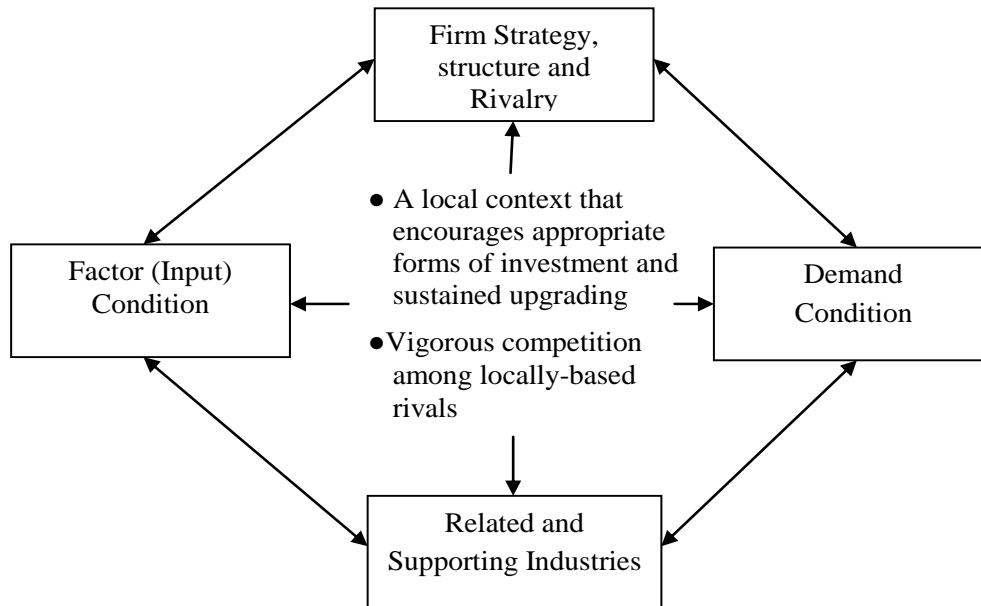 Firm Strategy,
structure and
Rivalry
● A local context that
encourages appropriate
forms of investment and
sustained upgrading
●Vigorous competition
among locally-based
rivals
Factor (Input)
Condition
Demand
Condition
Related and
Supporting Industries